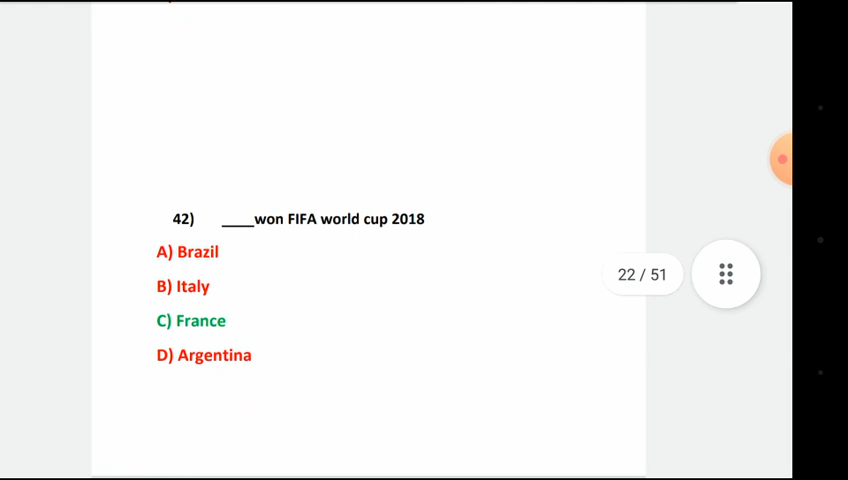 42) ____won FIFA world cup 2018
A) Brazil
B) Italy
C) France
D) Argentina
22 / 51